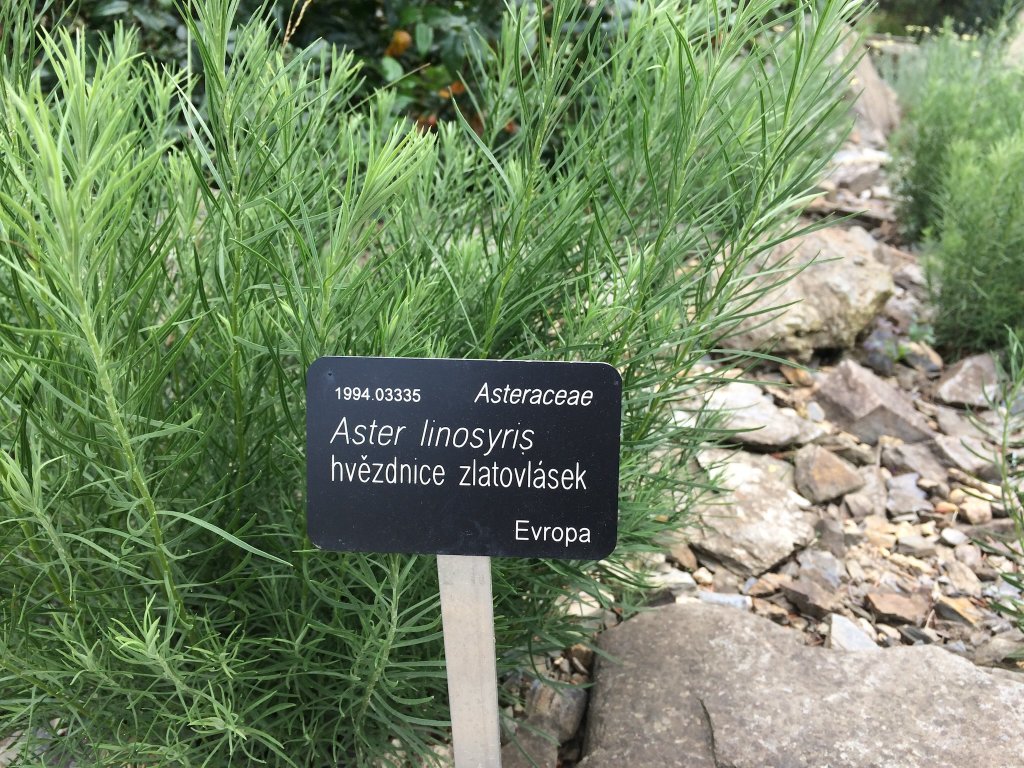 1994.03335 Asteraceae
Aster linosyris
hvězdnice zlatovlásek
Evropa